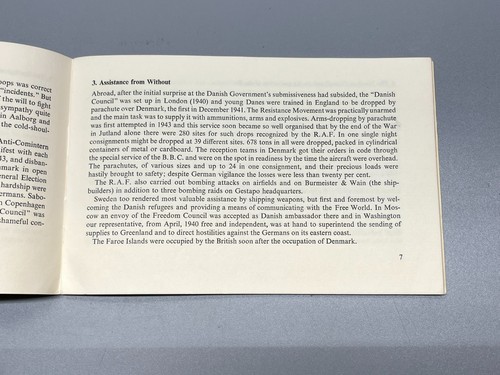 oops was correct
"incidents." But
the will to fight
sympathy quite
in Aalborg and
the cold-shoul-
Anti-Comintern
ifest with each
43, and disban-
nmark in open
General Election
hardship were
ermans. Sabo-
n Copenhagen
Council" was
shameful con-
3. Assistance from Without
Abroad, after the initial surprise at the Danish Government's submissiveness had subsided, the "Danish
Council" was set up in London (1940) and young Danes were trained in England to be dropped by
parachute over Denmark, the first in December 1941. The Resistance Movement was practically unarmed
and the main task was to supply it with ammunitions, arms and explosives. Arms-dropping by parachute
was first attempted in 1943 and this service soon became so well organised that by the end of the War
in Jutland alone there were 280 sites for such drops recognized by the R.A.F. In one single night
consignments might be dropped at 39 different sites. 678 tons in all were dropped, packed in cylindrical
containers of metal or cardboard. The reception teams in Denmark got their orders in code through
the special service of the B.B.C. and were on the spot in readiness by the time the aircraft were overhead.
The parachutes, of various sizes and up to 24 in one consignment, and their precious loads were
hastily brought to safety; despite German vigilance the losses were less than twenty per cent.
The R.A.F. also carried out bombing attacks on airfields and on Burmeister & Wain (the ship-
builders) in addition to three bombing raids on Gestapo headquarters.
Sweden too rendered most valuable assistance by shipping weapons, but first and foremost by wel-
coming the Danish refugees and providing a means of communicating with the Free World. In Mos-
cow an envoy of the Freedom Council was accepted as Danish ambassador there and in Washington
our representative, from April, 1940 free and independent, was at hand to superintend the sending of
supplies to Greenland and to direct hostilities against the Germans on its eastern coast.
The Faroe Islands were occupied by the British soon after the occupation of Denmark.
7